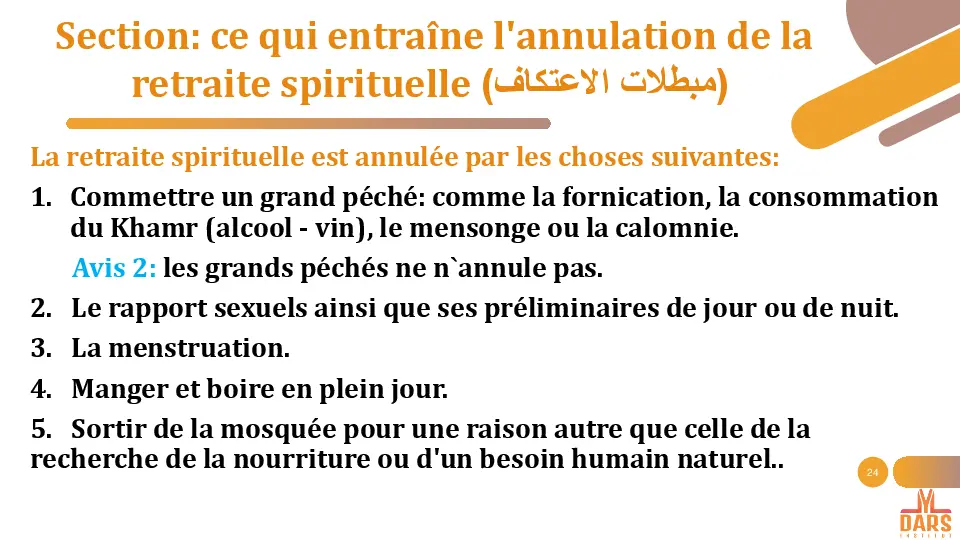 Section: ce qui entraîne l'annulation de la
retraite spirituelle (مبطلات الاعتكاف)
La retraite spirituelle est annulée par les choses suivantes:
1. Commettre un grand péché: comme la fornication, la consommation
du Khamr (alcool - vin), le mensonge ou la calomnie.
Avis 2: les grands péchés ne n`annule pas.
2. Le rapport sexuels ainsi que ses préliminaires de jour ou de nuit.
3. La menstruation.
4. Manger et boire en plein jour.
5. Sortir de la mosquée pour une raison autre que celle de la
recherche de la nourriture ou d'un besoin humain naturel..
24
DARS
INSTITUT